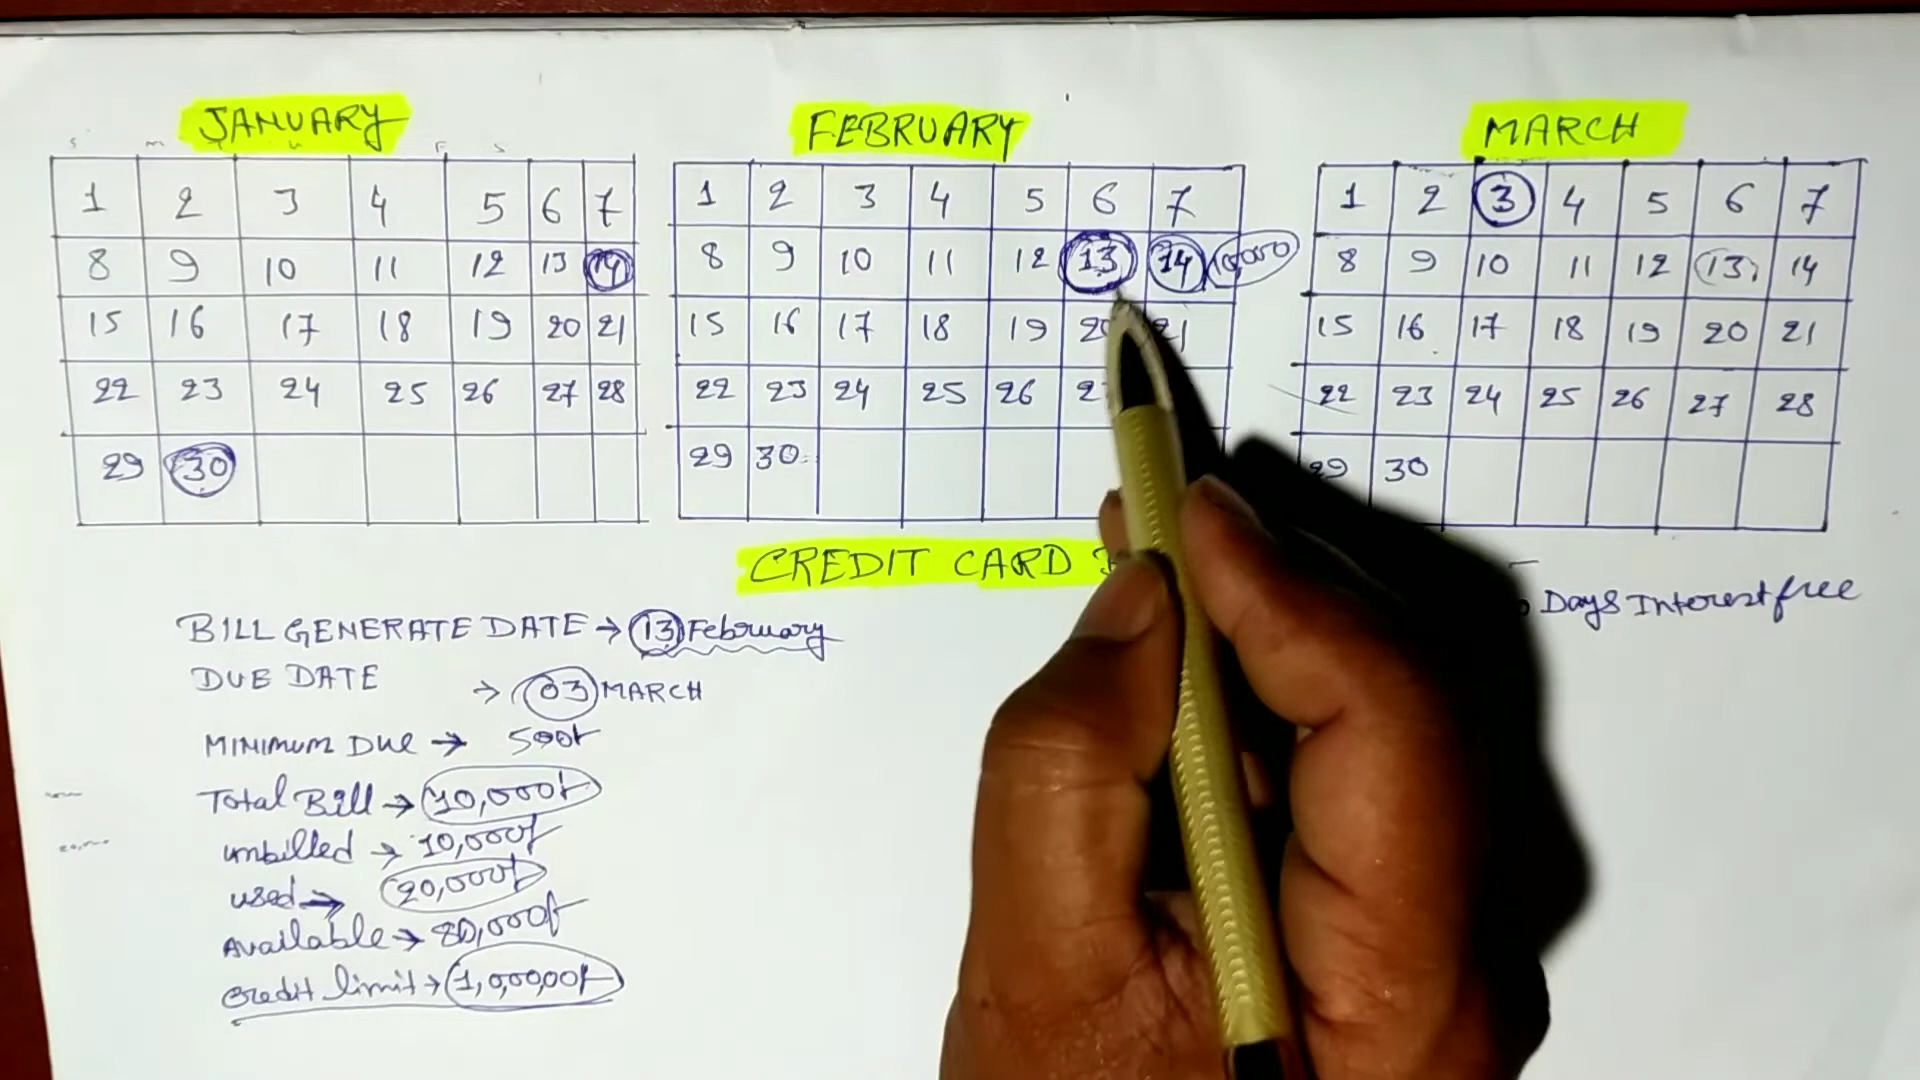 JANUARY
S M F S
1 2 3 4 5 6 7
8 9 10 11 12 13 14
15 16 17 18 19 20 21
22 23 24 25 26 27 28
29 30
FEBRUARY
1 2 3 4 5 6 7
8 9 10 11 12 13 14
15 16 17 18 19 20 21
22 23 24 25 26
29 30
MARCH
1 2 3 4 5 6 7
8 9 10 11 12 13 14
15 16 17 18 19 20 21
22 23 24 25 26 27 28
29 30
CREDIT CARD
Days Interest free
BILL GENERATE DATE → 13 February
DUE DATE → 03 MARCH
MINIMUM DUE → 500/-
Total Bill → 10,000/-
unbilled → 10,000/-
used → 20,000/-
Available → 80,000/-
Credit limit → 1,00,00/-